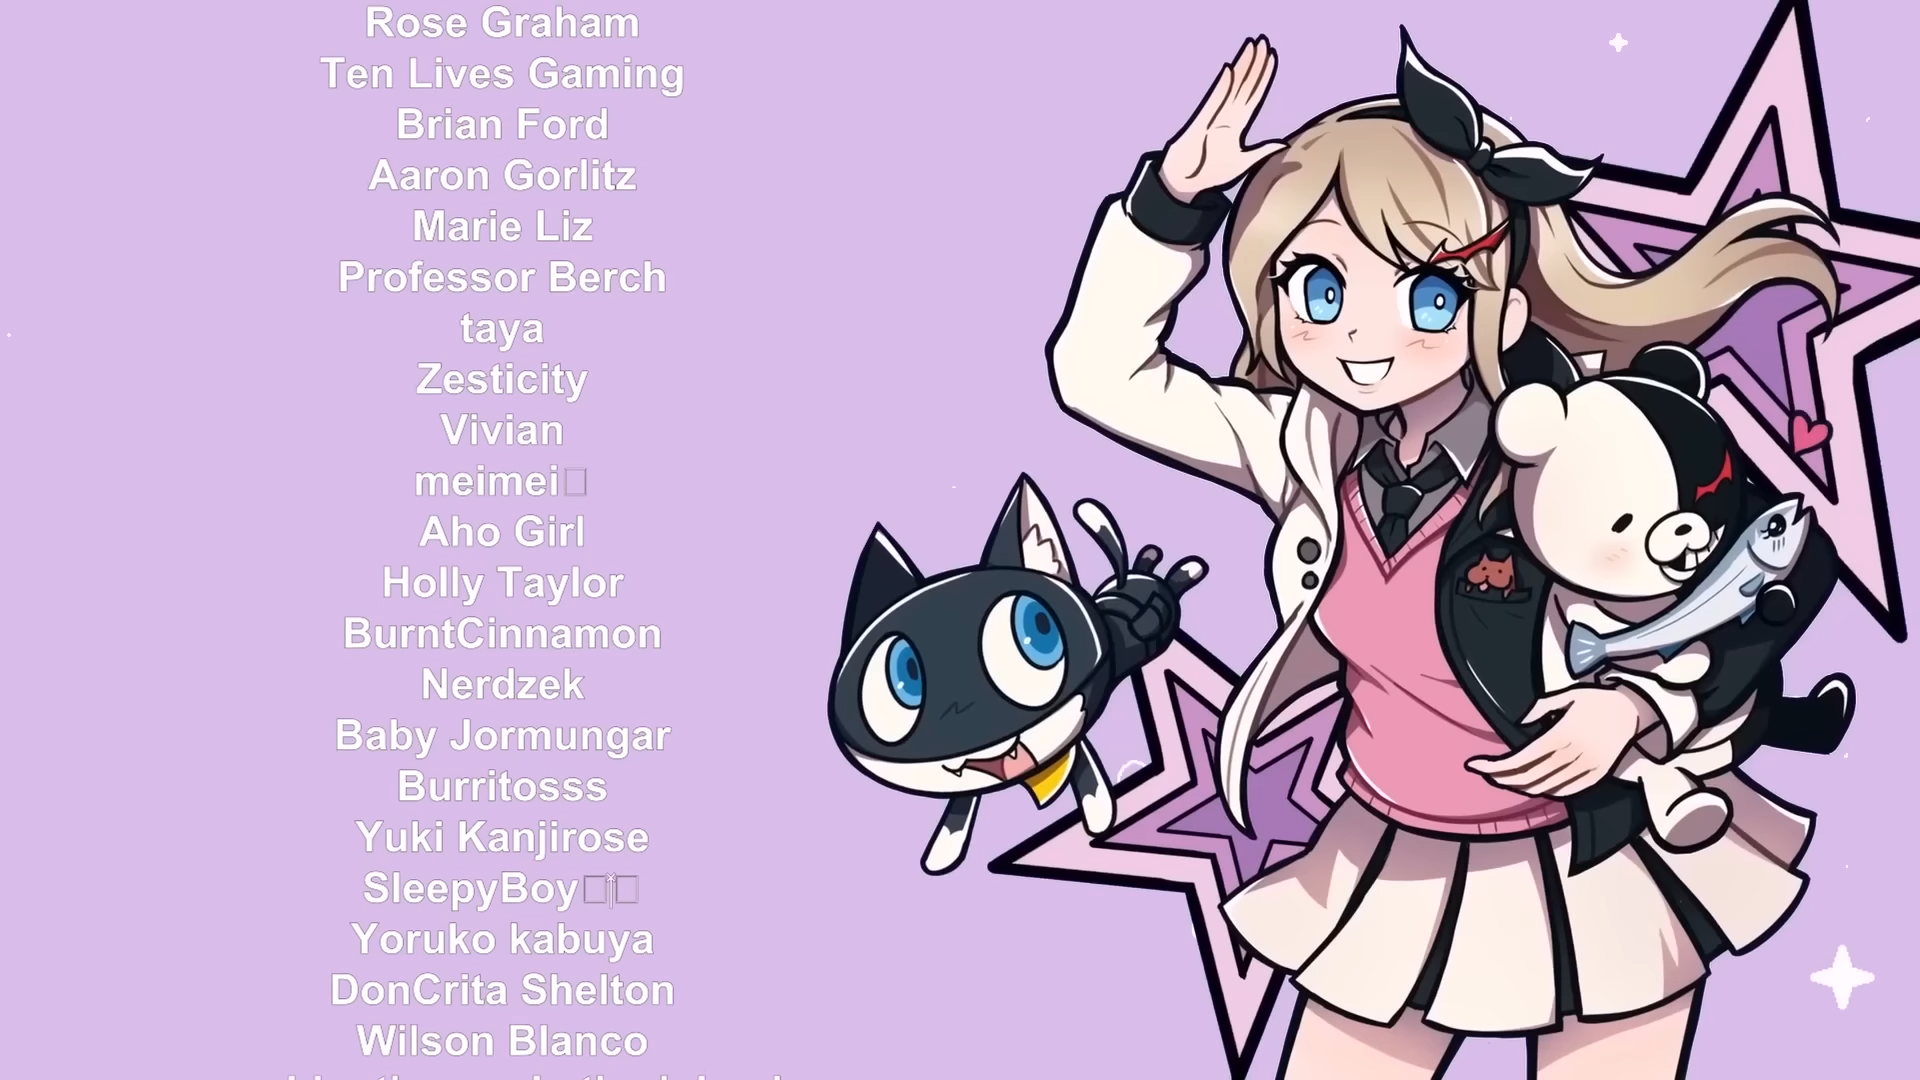 Rose Graham
Ten Lives Gaming
Brian Ford
Aaron Gorlitz
Marie Liz
Professor Berch
taya
Zesticity
Vivian
meimei
Aho Girl
Holly Taylor
BurntCinnamon
Nerdzek
Baby Jormungar
Burritosss
Yuki Kanjirose
SleepyBoy
Yoruko kabuya
DonCrita Shelton
Wilson Blanco